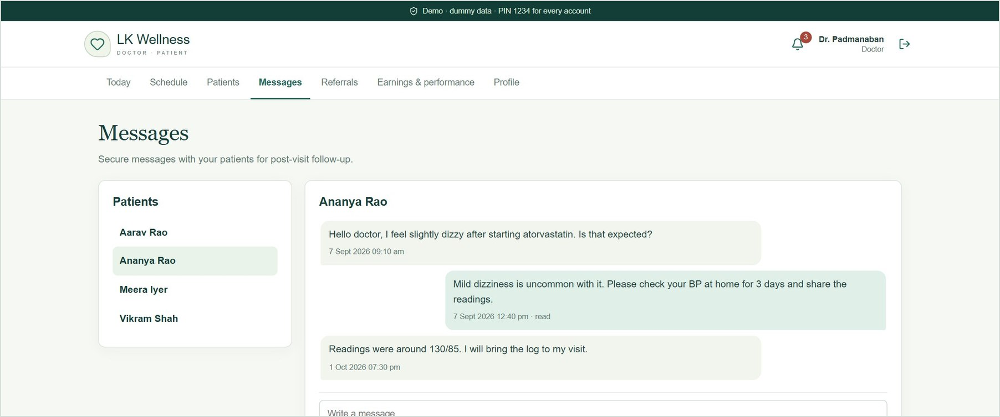 Demo · dummy data · PIN 1234 for every account
LK Wellness
DOCTOR · PATIENT
3
Dr. Padmanaban
Doctor
Today
Schedule
Patients
Messages
Referrals
Earnings & performance
Profile
Messages
Secure messages with your patients for post-visit follow-up.
Patients
Aarav Rao
Ananya Rao
Meera Iyer
Vikram Shah
Ananya Rao
Hello doctor, I feel slightly dizzy after starting atorvastatin. Is that expected?
7 Sept 2026 09:10 am
Mild dizziness is uncommon with it. Please check your BP at home for 3 days and share the
readings.
7 Sept 2026 12:40 pm · read
Readings were around 130/85. I will bring the log to my visit.
1 Oct 2026 07:30 pm
Write a message